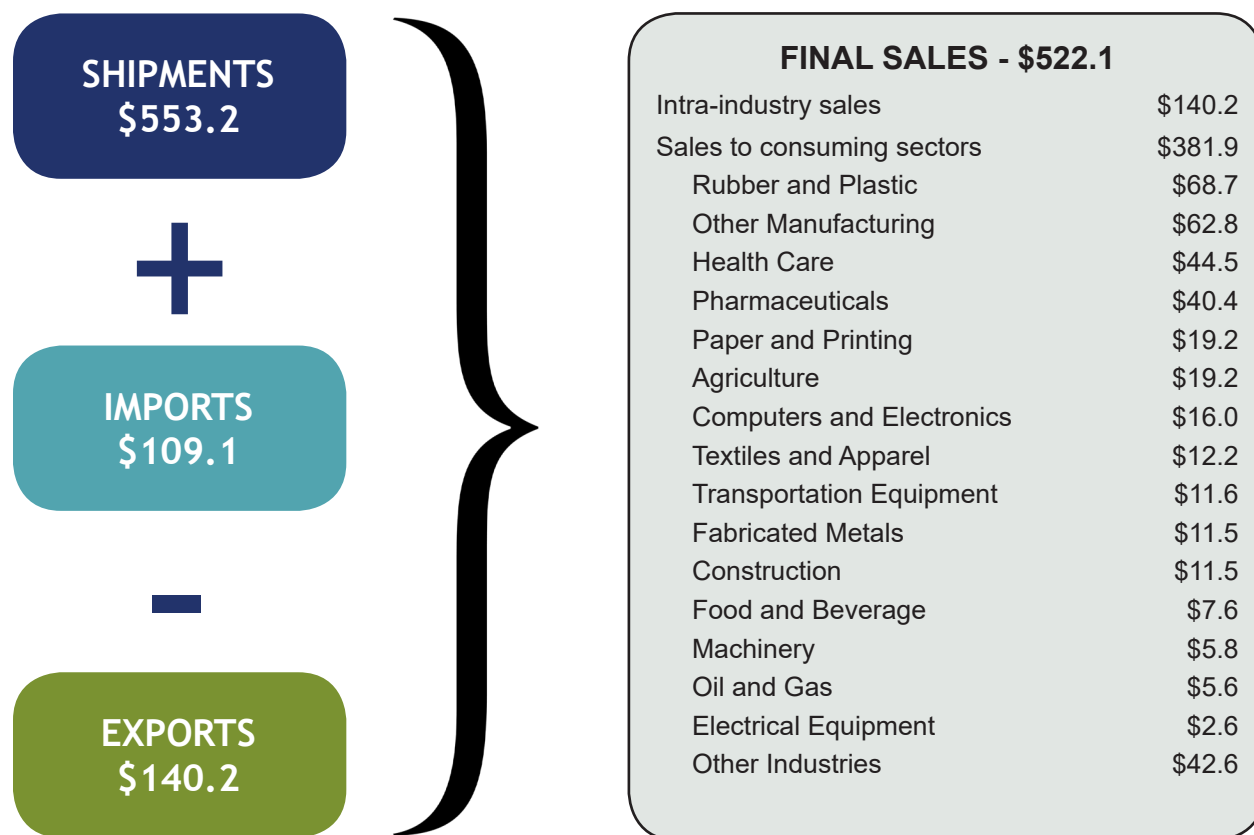 SHIPMENTS
$553.2
+
IMPORTS
$109.1
-
EXPORTS
$140.2
FINAL SALES - $522.1
Intra-industry sales $140.2
Sales to consuming sectors $381.9
Rubber and Plastic $68.7
Other Manufacturing $62.8
Health Care $44.5
Pharmaceuticals $40.4
Paper and Printing $19.2
Agriculture $19.2
Computers and Electronics $16.0
Textiles and Apparel $12.2
Transportation Equipment $11.6
Fabricated Metals $11.5
Construction $11.5
Food and Beverage $7.6
Machinery $5.8
Oil and Gas $5.6
Electrical Equipment $2.6
Other Industries $42.6